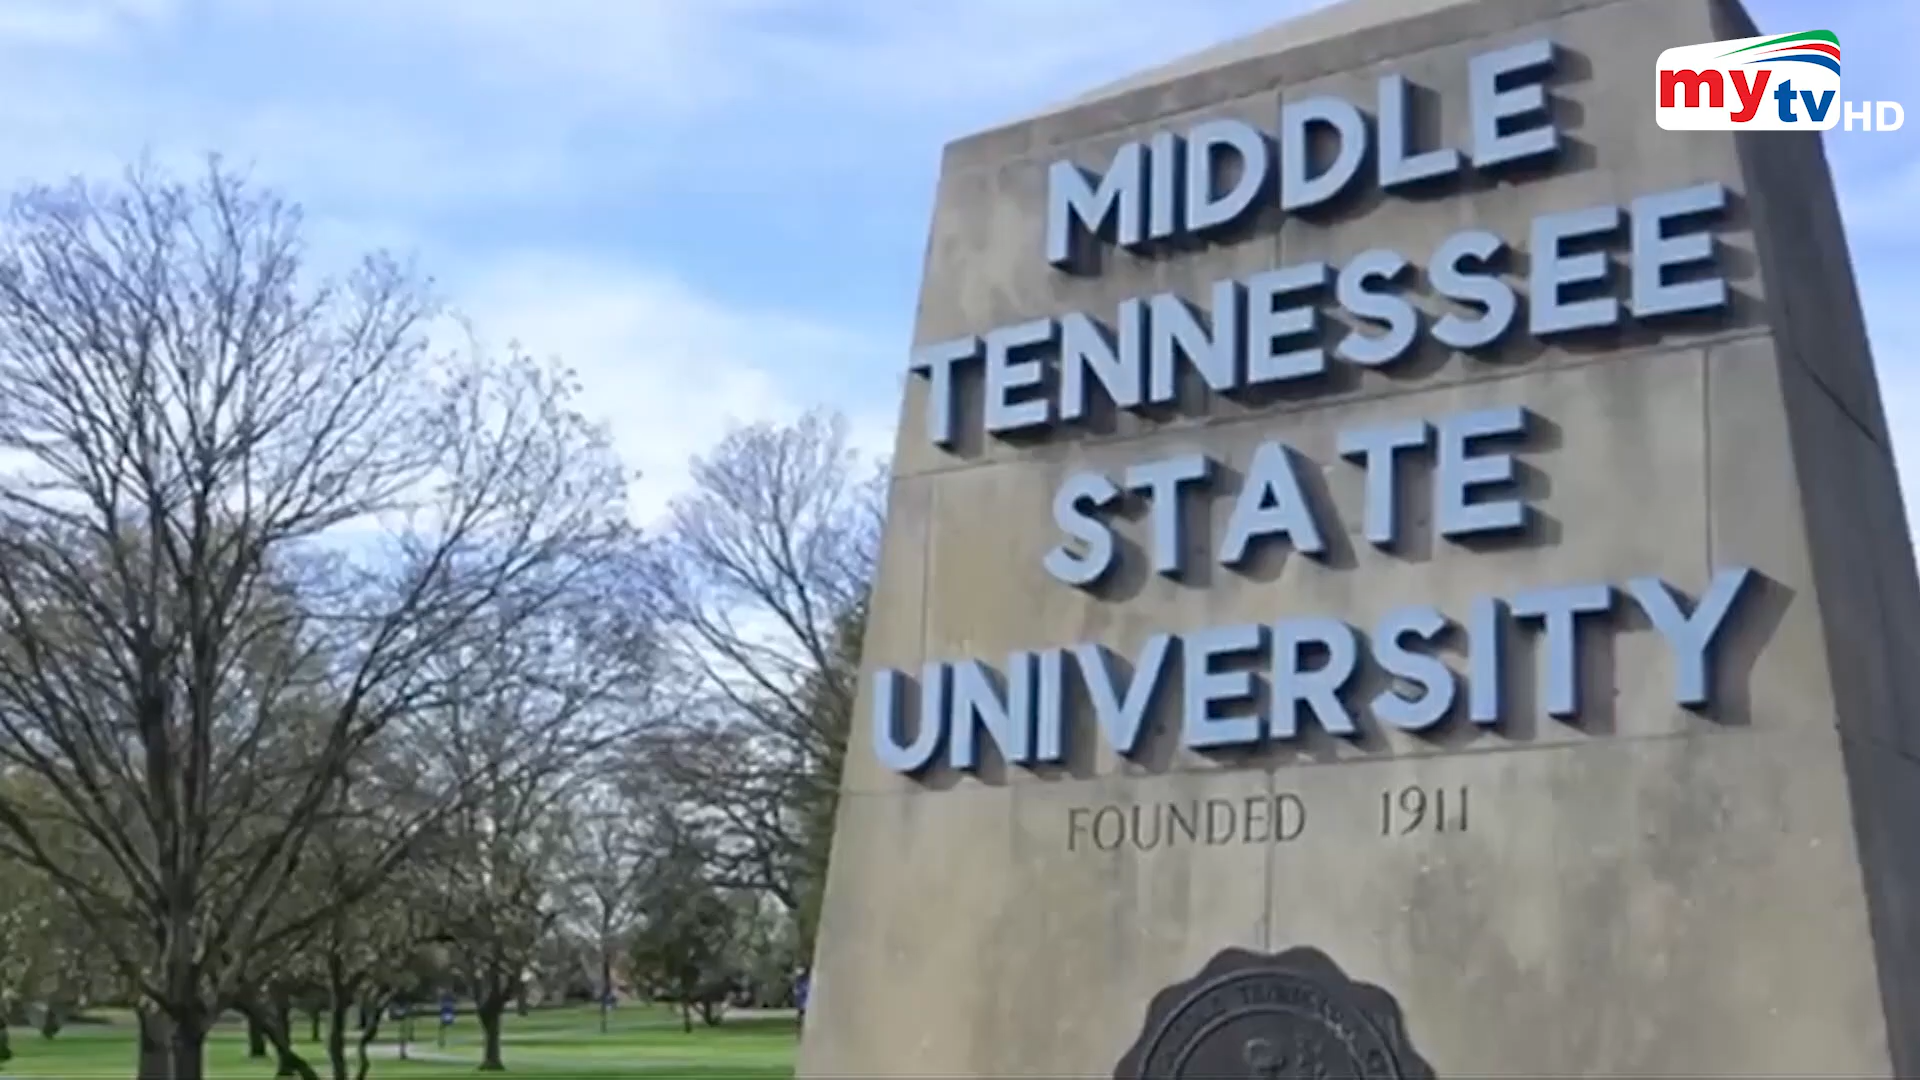 mytv HD
MIDDLE
TENNESSEE
STATE
UNIVERSITY
FOUNDED 1911